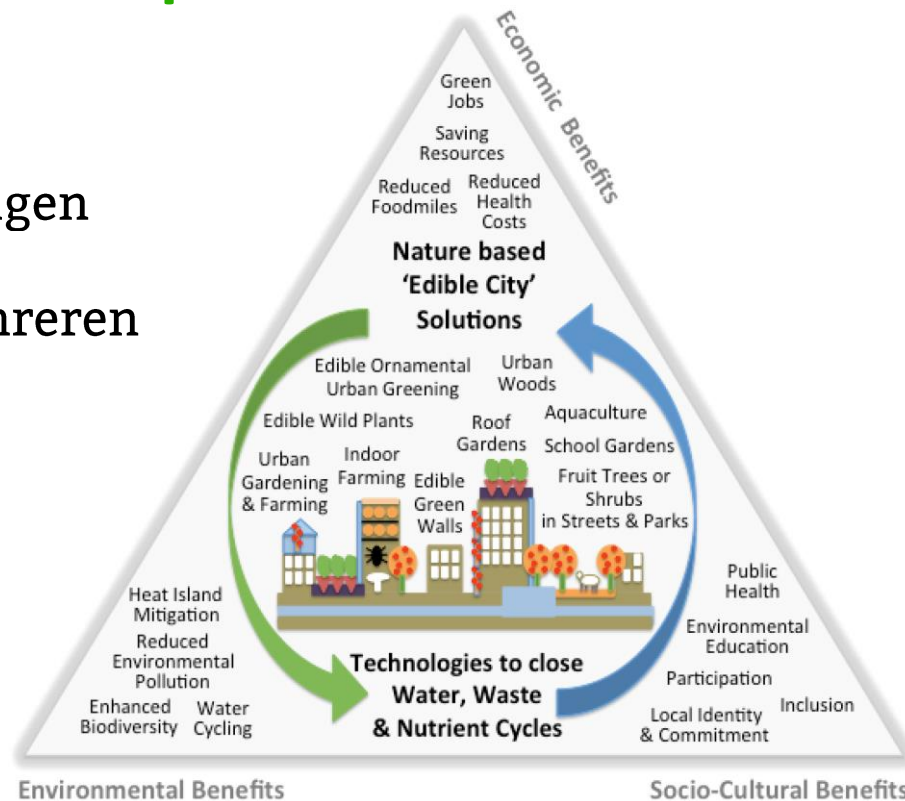 Economic Benefits
Green
Jobs
Saving
Resources
Reduced
Foodmiles
Reduced
Health
Costs
Nature based
‘Edible City’
Solutions
Edible Ornamental
Urban Greening
Urban
Woods
Edible Wild Plants
Roof
Gardens
Aquaculture
School Gardens
Urban
Gardening
& Farming
Indoor
Farming
Edible
Green
Walls
Fruit Trees or
Shrubs
in Streets & Parks
Heat Island
Mitigation
Reduced
Environmental
Pollution
Enhanced
Biodiversity
Water
Cycling
Technologies to close
Water, Waste
& Nutrient Cycles
Public
Health
Environmental
Education
Participation
Inclusion
Local Identity
& Commitment
Environmental Benefits
Socio-Cultural Benefits